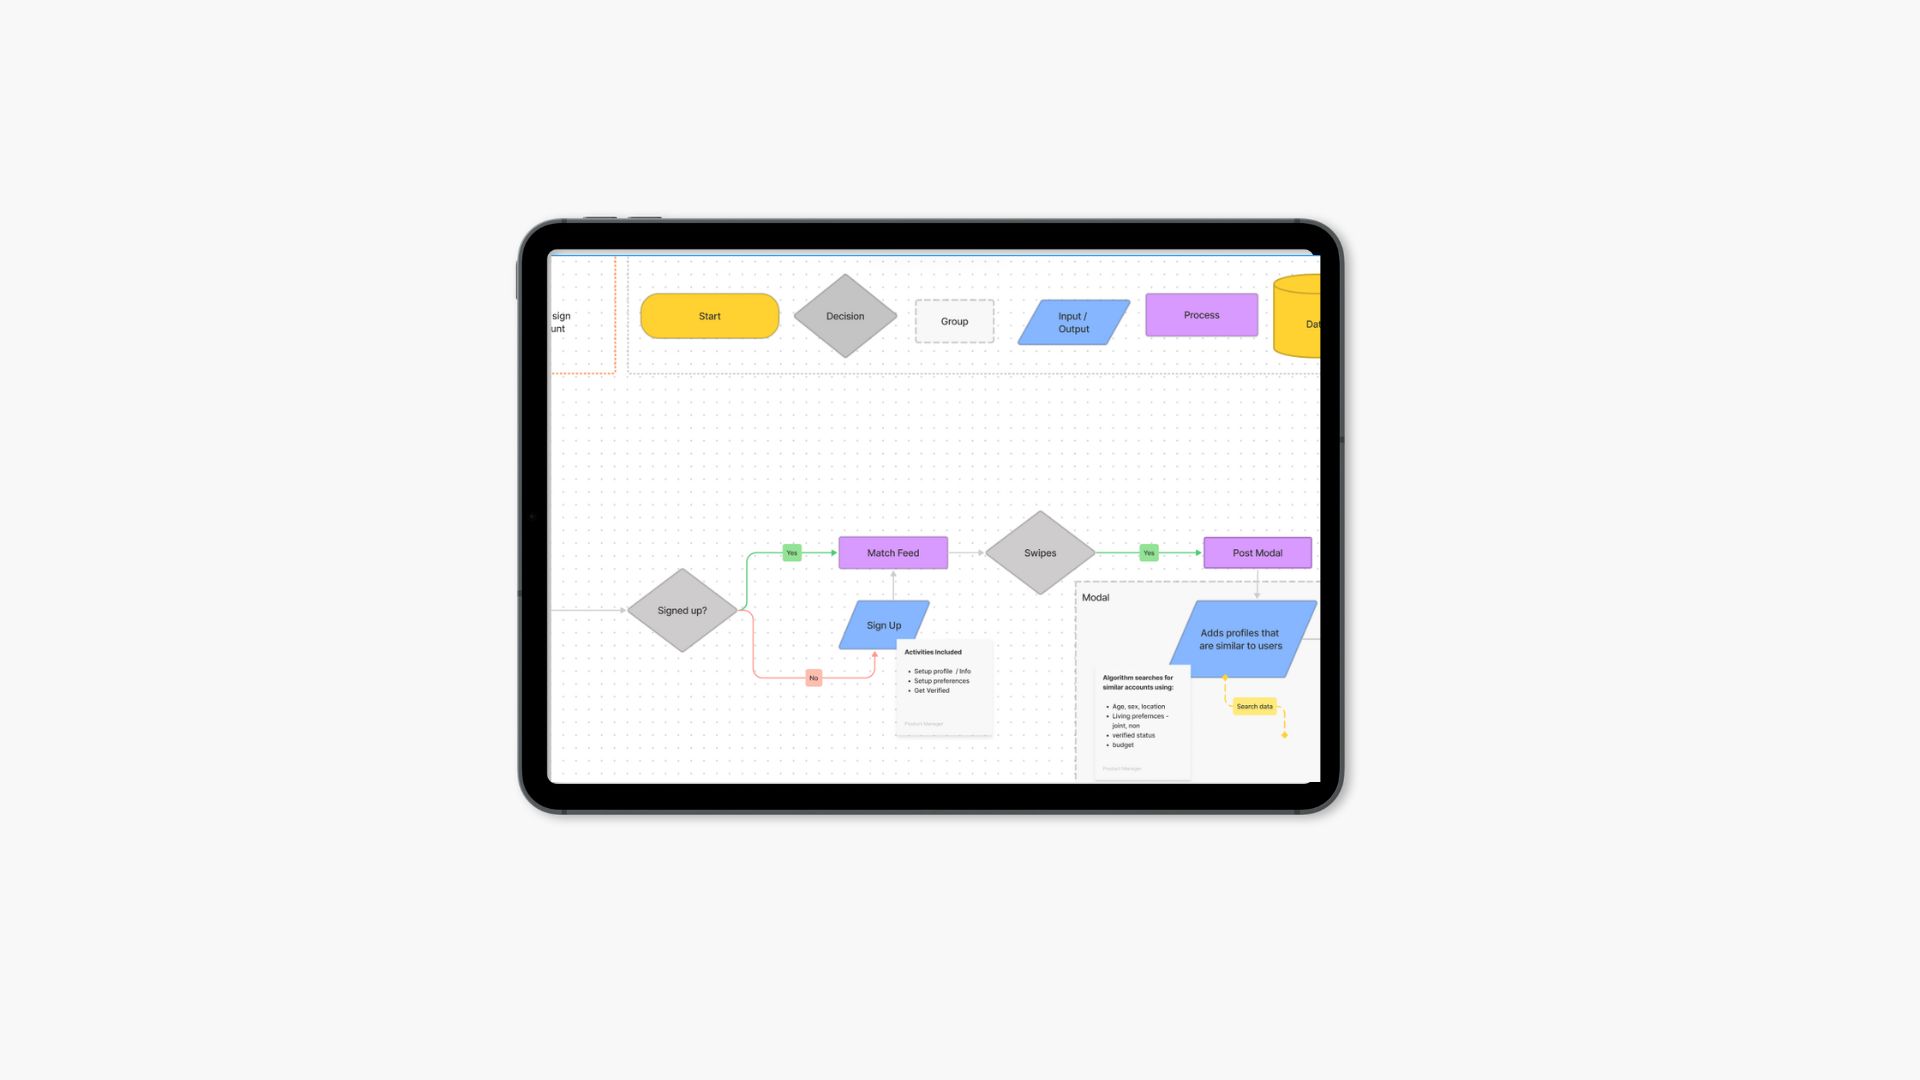 sign
unt
Start
Decision
Group
Input /
Output
Process
Yes
Match Feed
Swipes
Yes
Post Modal
Signed up?
Sign Up
No
Activities Included
• Setup profile / Info
• Setup preferences
• Get Verified
Product Manager
Modal
Adds profiles that
are similar to users
Algorithm searches for
similar accounts using:
• Age, sex, location
• Living prefernces -
joint, non
• verified status
• budget
Product Manager
Search data